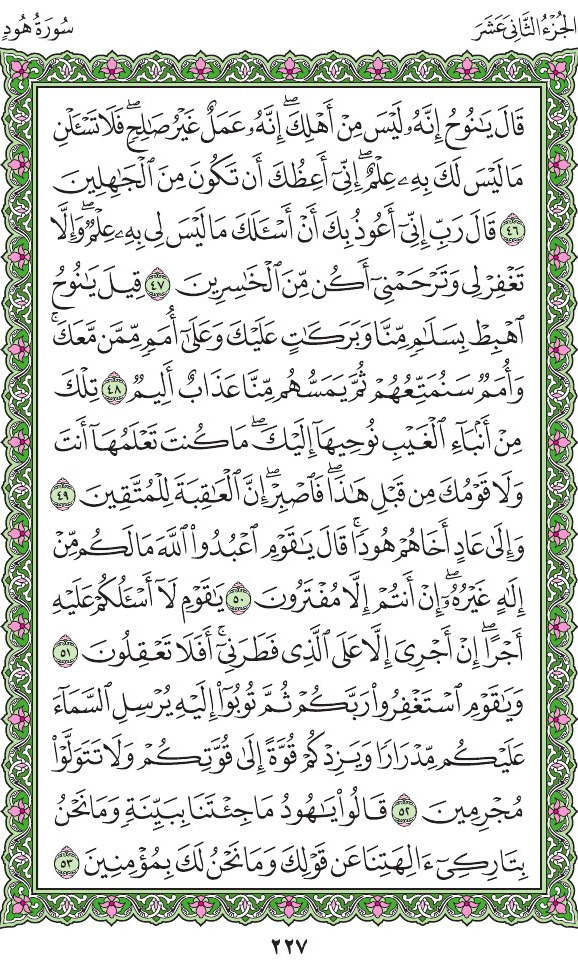 الجُزْءُ الثَّانِي عَشَرَ
سُورَةُ هُودٍ
قَالَ يَٰنُوحُ إِنَّهُۥ لَيْسَ مِنْ أَهْلِكَۖ إِنَّهُۥ عَمَلٌ غَيْرُ صَٰلِحٖۖ فَلَا تَسْـَٔلْنِ
مَا لَيْسَ لَكَ بِهِۦ عِلْمٌۖ إِنِّيٓ أَعِظُكَ أَن تَكُونَ مِنَ ٱلْجَٰهِلِينَ
٤٦ قَالَ رَبِّ إِنِّيٓ أَعُوذُ بِكَ أَنْ أَسْـَٔلَكَ مَا لَيْسَ لِي بِهِۦ عِلْمٌۖ وَإِلَّا
تَغْفِرْ لِي وَتَرْحَمْنِيٓ أَكُن مِّنَ ٱلْخَٰسِرِينَ ٤٧ قِيلَ يَٰنُوحُ
ٱهْبِطْ بِسَلَٰمٖ مِّنَّا وَبَرَكَٰتٍ عَلَيْكَ وَعَلَىٰٓ أُمَمٖ مِّمَّن مَّعَكَۚ
وَأُمَمٌ سَنُمَتِّعُهُمْ ثُمَّ يَمَسُّهُم مِّنَّا عَذَابٌ أَلِيمٌ ٤٨ تِلْكَ
مِنْ أَنۢبَآءِ ٱلْغَيْبِ نُوحِيهَآ إِلَيْكَۖ مَا كُنتَ تَعْلَمُهَآ أَنتَ
وَلَا قَوْمُكَ مِن قَبْلِ هَٰذَاۖ فَٱصْبِرْۖ إِنَّ ٱلْعَٰقِبَةَ لِلْمُتَّقِينَ ٤٩
وَإِلَىٰ عَادٍ أَخَاهُمْ هُودٗاۚ قَالَ يَٰقَوْمِ ٱعْبُدُوا۟ ٱللَّهَ مَا لَكُم مِّنْ
إِلَٰهٍ غَيْرُهُۥٓۖ إِنْ أَنتُمْ إِلَّا مُفْتَرُونَ ٥٠ يَٰقَوْمِ لَآ أَسْـَٔلُكُمْ عَلَيْهِ
أَجْرًاۖ إِنْ أَجْرِيَ إِلَّا عَلَى ٱلَّذِي فَطَرَنِيٓۚ أَفَلَا تَعْقِلُونَ ٥١
وَيَٰقَوْمِ ٱسْتَغْفِرُوا۟ رَبَّكُمْ ثُمَّ تُوبُوٓا۟ إِلَيْهِ يُرْسِلِ ٱلسَّمَآءَ
عَلَيْكُم مِّدْرَارٗا وَيَزِدْكُمْ قُوَّةً إِلَىٰ قُوَّتِكُمْ وَلَا تَتَوَلَّوْا۟
مُجْرِمِينَ ٥٢ قَالُوا۟ يَٰهُودُ مَا جِئْتَنَا بِبَيِّنَةٖ وَمَا نَحْنُ
بِتَارِكِيٓ ءَالِهَتِنَا عَن قَوْلِكَ وَمَا نَحْنُ لَكَ بِمُؤْمِنِينَ ٥٣
٢٢٧